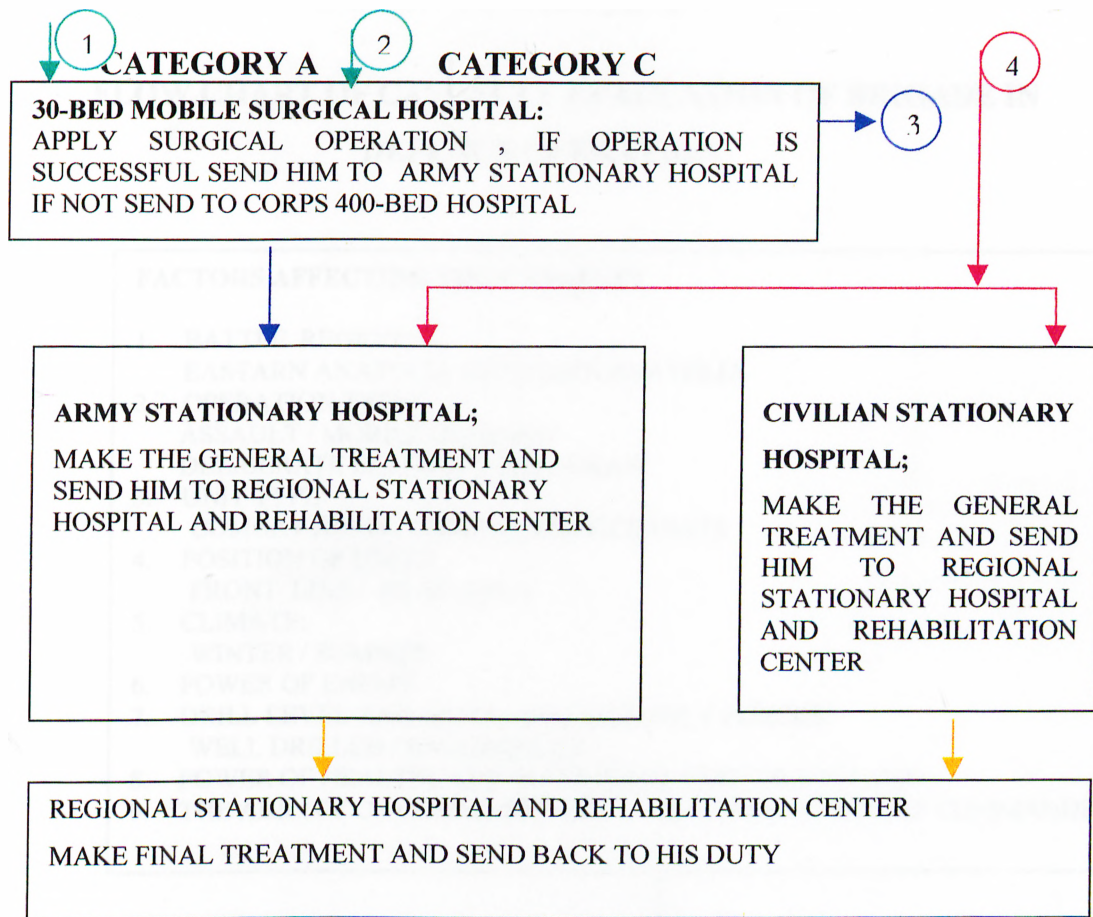 1
2
4
CATEGORY A
CATEGORY C
30-BED MOBILE SURGICAL HOSPITAL:
APPLY SURGICAL OPERATION , IF OPERATION IS
SUCCESSFUL SEND HIM TO ARMY STATIONARY HOSPITAL
IF NOT SEND TO CORPS 400-BED HOSPITAL
3
ARMY STATIONARY HOSPITAL;
MAKE THE GENERAL TREATMENT AND
SEND HIM TO REGIONAL STATIONARY
HOSPITAL AND REHABILITATION CENTER
CIVILIAN STATIONARY
HOSPITAL;
MAKE THE GENERAL
TREATMENT AND SEND
HIM TO REGIONAL
STATIONARY HOSPITAL
AND REHABILITATION
CENTER
REGIONAL STATIONARY HOSPITAL AND REHABILITATION CENTER
MAKE FINAL TREATMENT AND SEND BACK TO HIS DUTY